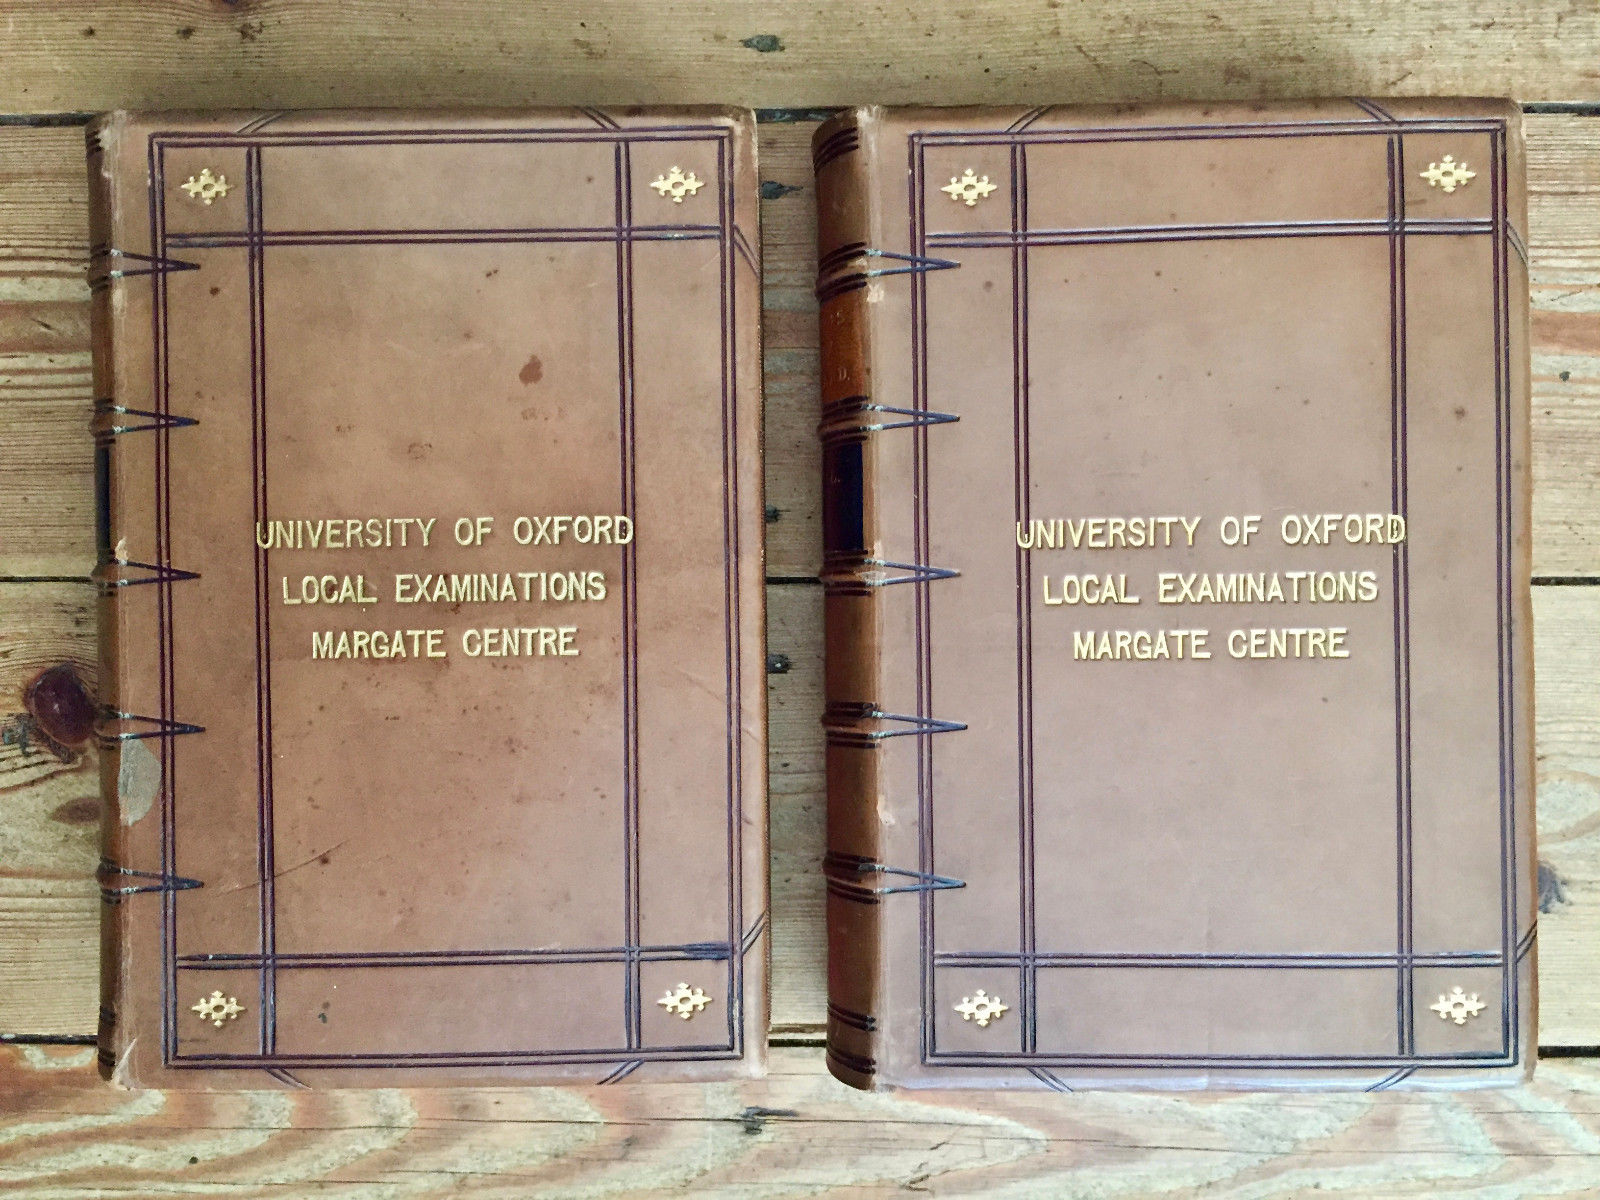 UNIVERSITY OF OXFORD
LOCAL EXAMINATIONS
MARGATE CENTRE
UNIVERSITY OF OXFORD
LOCAL EXAMINATIONS
MARGATE CENTRE